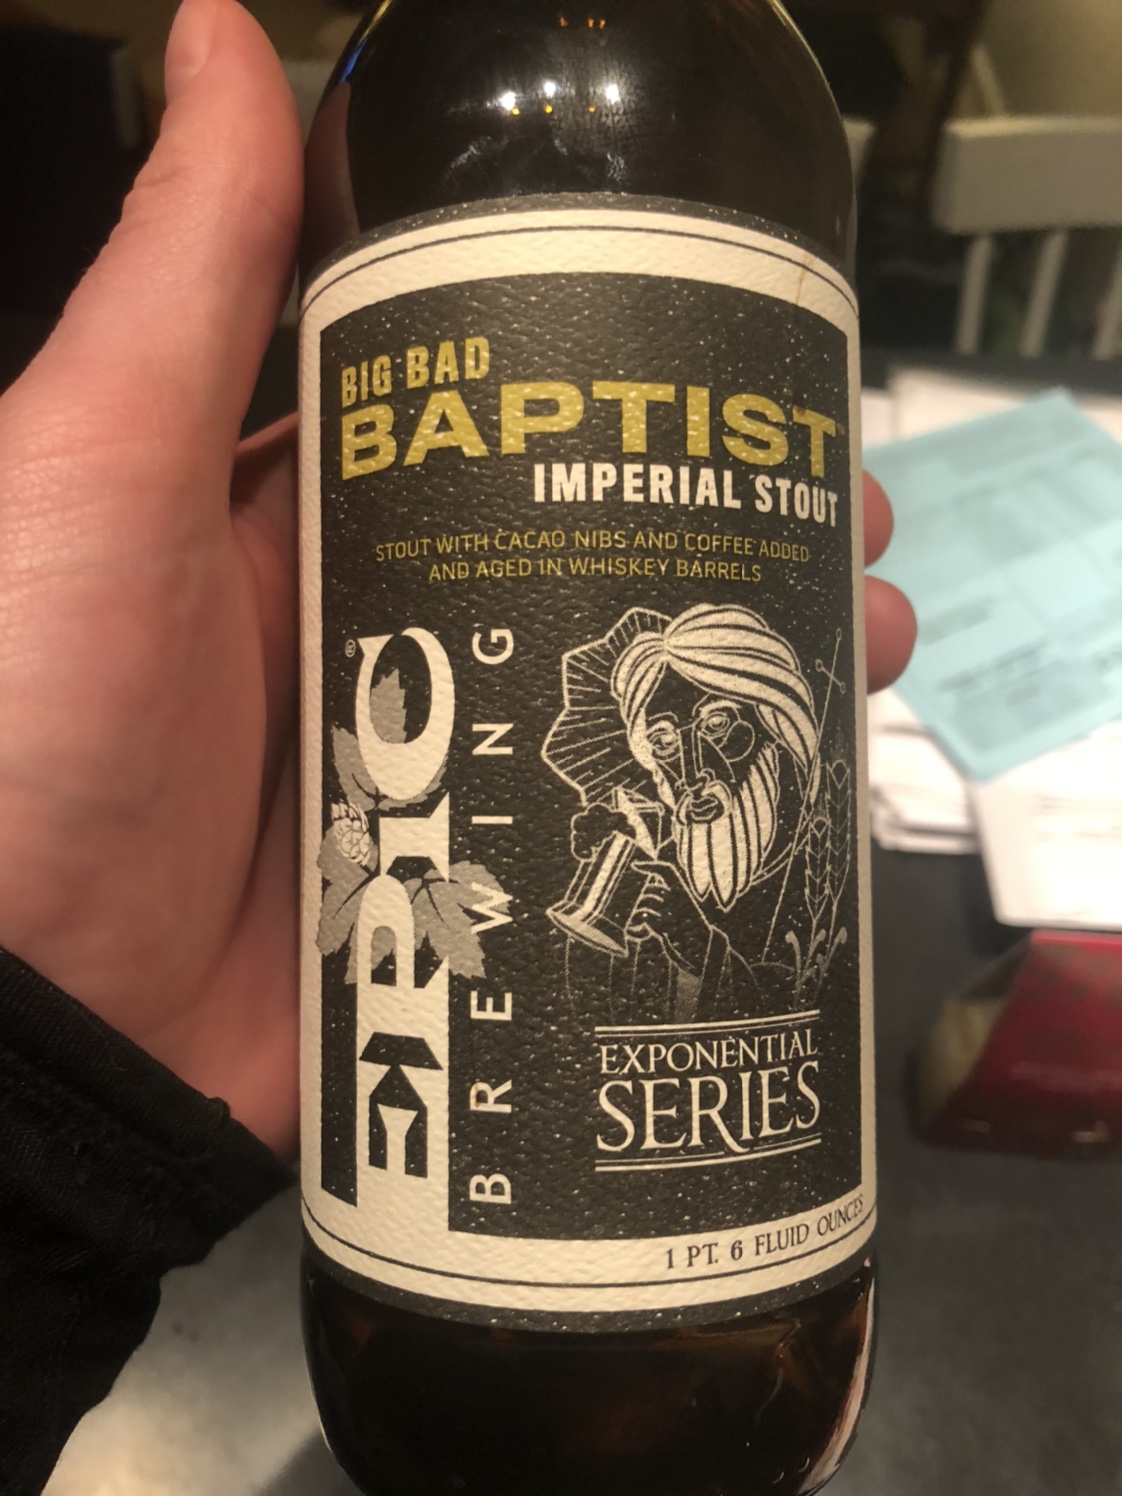 BIG BAD
BAPTIST™
IMPERIAL STOUT
STOUT WITH CACAO NIBS AND COFFEE ADDED
AND AGED IN WHISKEY BARRELS
EPIC®
BREWING
EXPONENTIAL
SERIES
1 PT. 6 FLUID OUNCES